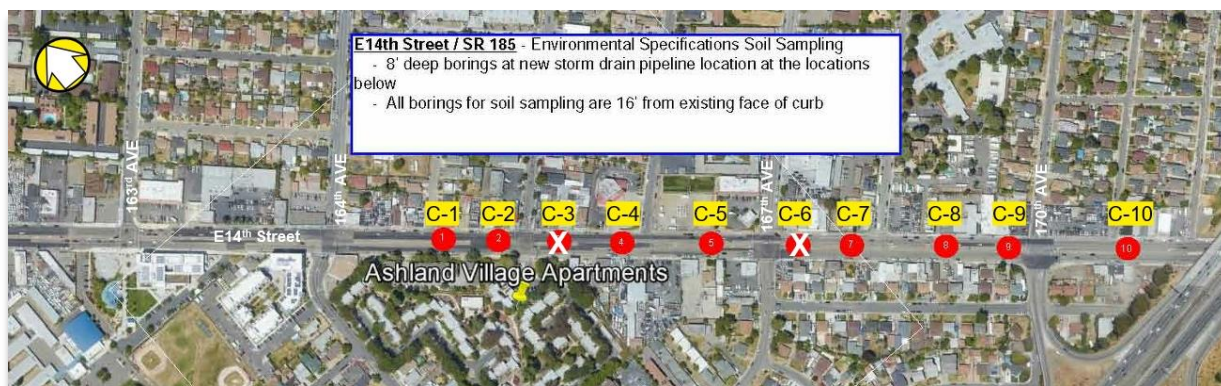 E14th Street / SR 185 - Environmental Specifications Soil Sampling
- 8' deep borings at new storm drain pipeline location at the locations
below
- All borings for soil sampling are 16' from existing face of curb
163rd AVE
164th AVE
167th AVE
170th AVE
C-1
C-2
C-3
C-4
C-5
C-6
C-7
C-8
C-9
C-10
E14th Street
1
2
X
4
5
X
7
8
9
10
Ashland Village Apartments